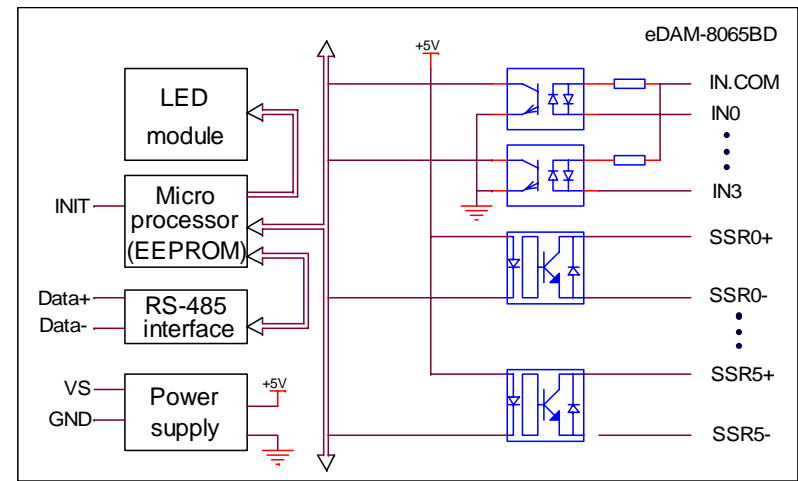 eDAM-8065BD
LED
module
INIT
Micro
processor
(EEPROM)
Data+
Data-
RS-485
interface
VS
GND
Power
supply
+5V
+5V
IN.COM
IN0
IN3
SSR0+
SSR0-
SSR5+
SSR5-